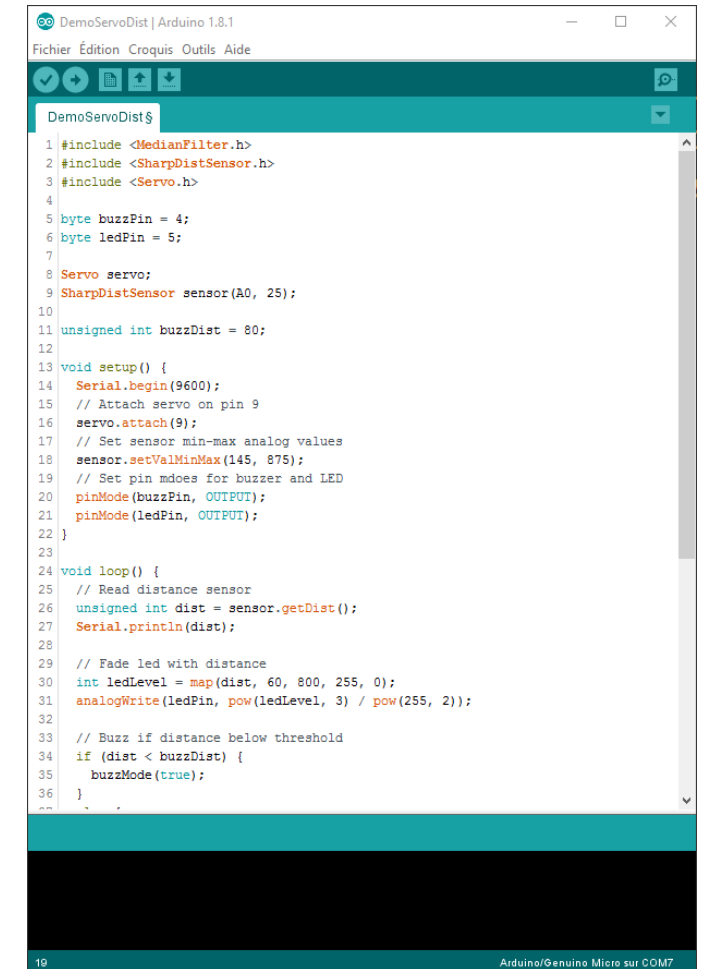 DemoServoDist | Arduino 1.8.1
Fichier Édition Croquis Outils Aide
DemoServoDist §
1 #include <MedianFilter.h>
2 #include <SharpDistSensor.h>
3 #include <Servo.h>
4
5 byte buzzPin = 4;
6 byte ledPin = 5;
7
8 Servo servo;
9 SharpDistSensor sensor(A0, 25);
10
11 unsigned int buzzDist = 80;
12
13 void setup() {
14   Serial.begin(9600);
15   // Attach servo on pin 9
16   servo.attach(9);
17   // Set sensor min-max analog values
18   sensor.setValMinMax(145, 875);
19   // Set pin mdoes for buzzer and LED
20   pinMode(buzzPin, OUTPUT);
21   pinMode(ledPin, OUTPUT);
22 }
23
24 void loop() {
25   // Read distance sensor
26   unsigned int dist = sensor.getDist();
27   Serial.println(dist);
28
29   // Fade led with distance
30   int ledLevel = map(dist, 60, 800, 255, 0);
31   analogWrite(ledPin, pow(ledLevel, 3) / pow(255, 2));
32
33   // Buzz if distance below threshold
34   if (dist < buzzDist) {
35     buzzMode(true);
36   }
19
Arduino/Genuino Micro sur COM7